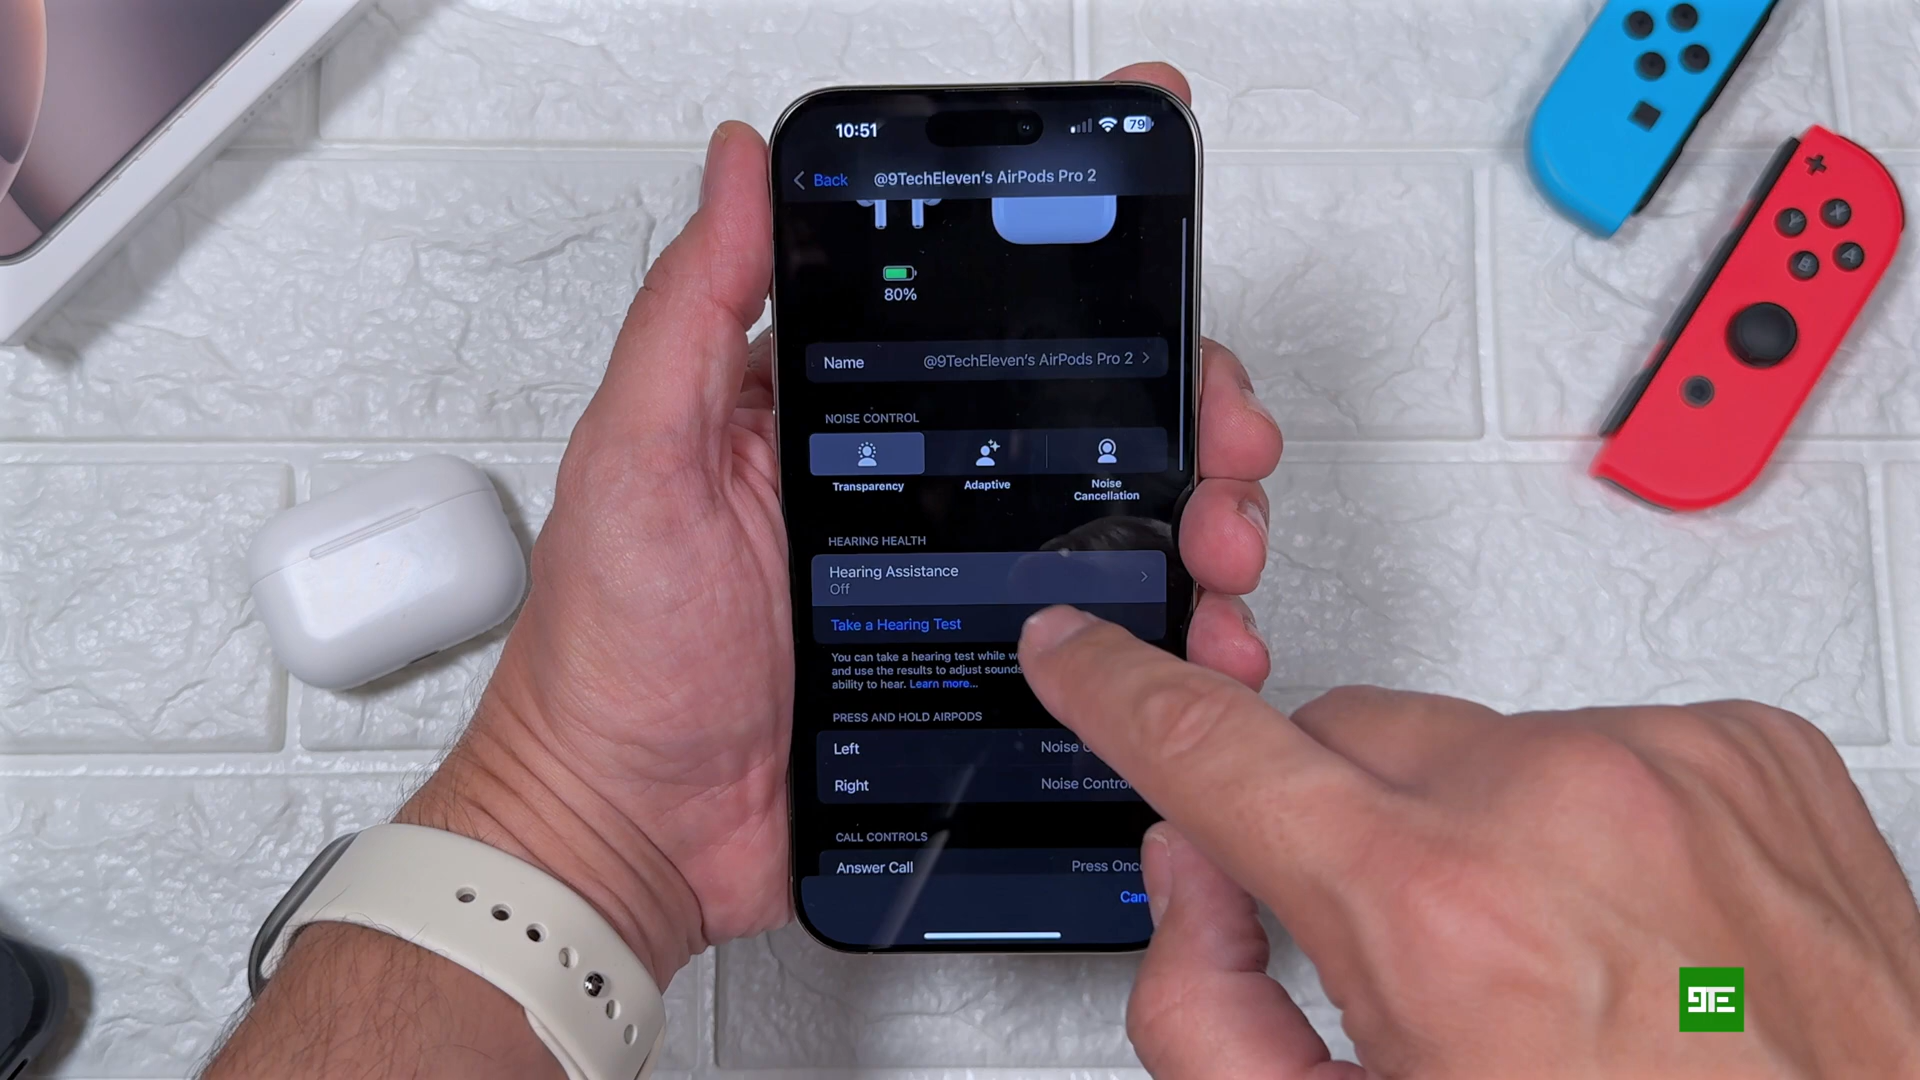 10:51
79
Back
@9TechEleven's AirPods Pro 2
80%
Name
@9TechEleven's AirPods Pro 2
NOISE CONTROL
Transparency
Adaptive
Noise
Cancellation
HEARING HEALTH
Hearing Assistance
Off
Take a Hearing Test
You can take a hearing test while
and use the results to adjust sounds
ability to hear. Learn more...
PRESS AND HOLD AIRPODS
Left
Noise
Right
Noise Contro
CALL CONTROLS
Answer Call
Press Once
Can
X
Y
A
B
9TE